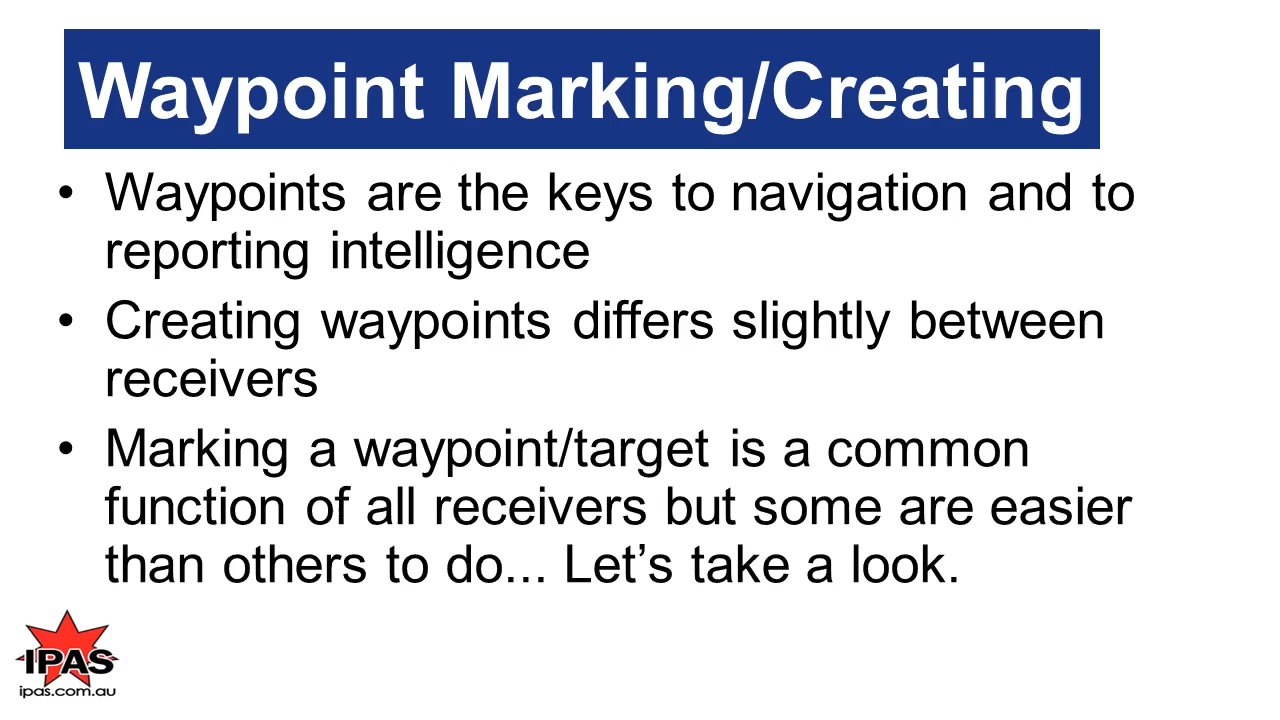 Waypoint Marking/Creating
• Waypoints are the keys to navigation and to
reporting intelligence
• Creating waypoints differs slightly between
receivers
• Marking a waypoint/target is a common
function of all receivers but some are easier
than others to do... Let’s take a look.
IPAS
ipas.com.au